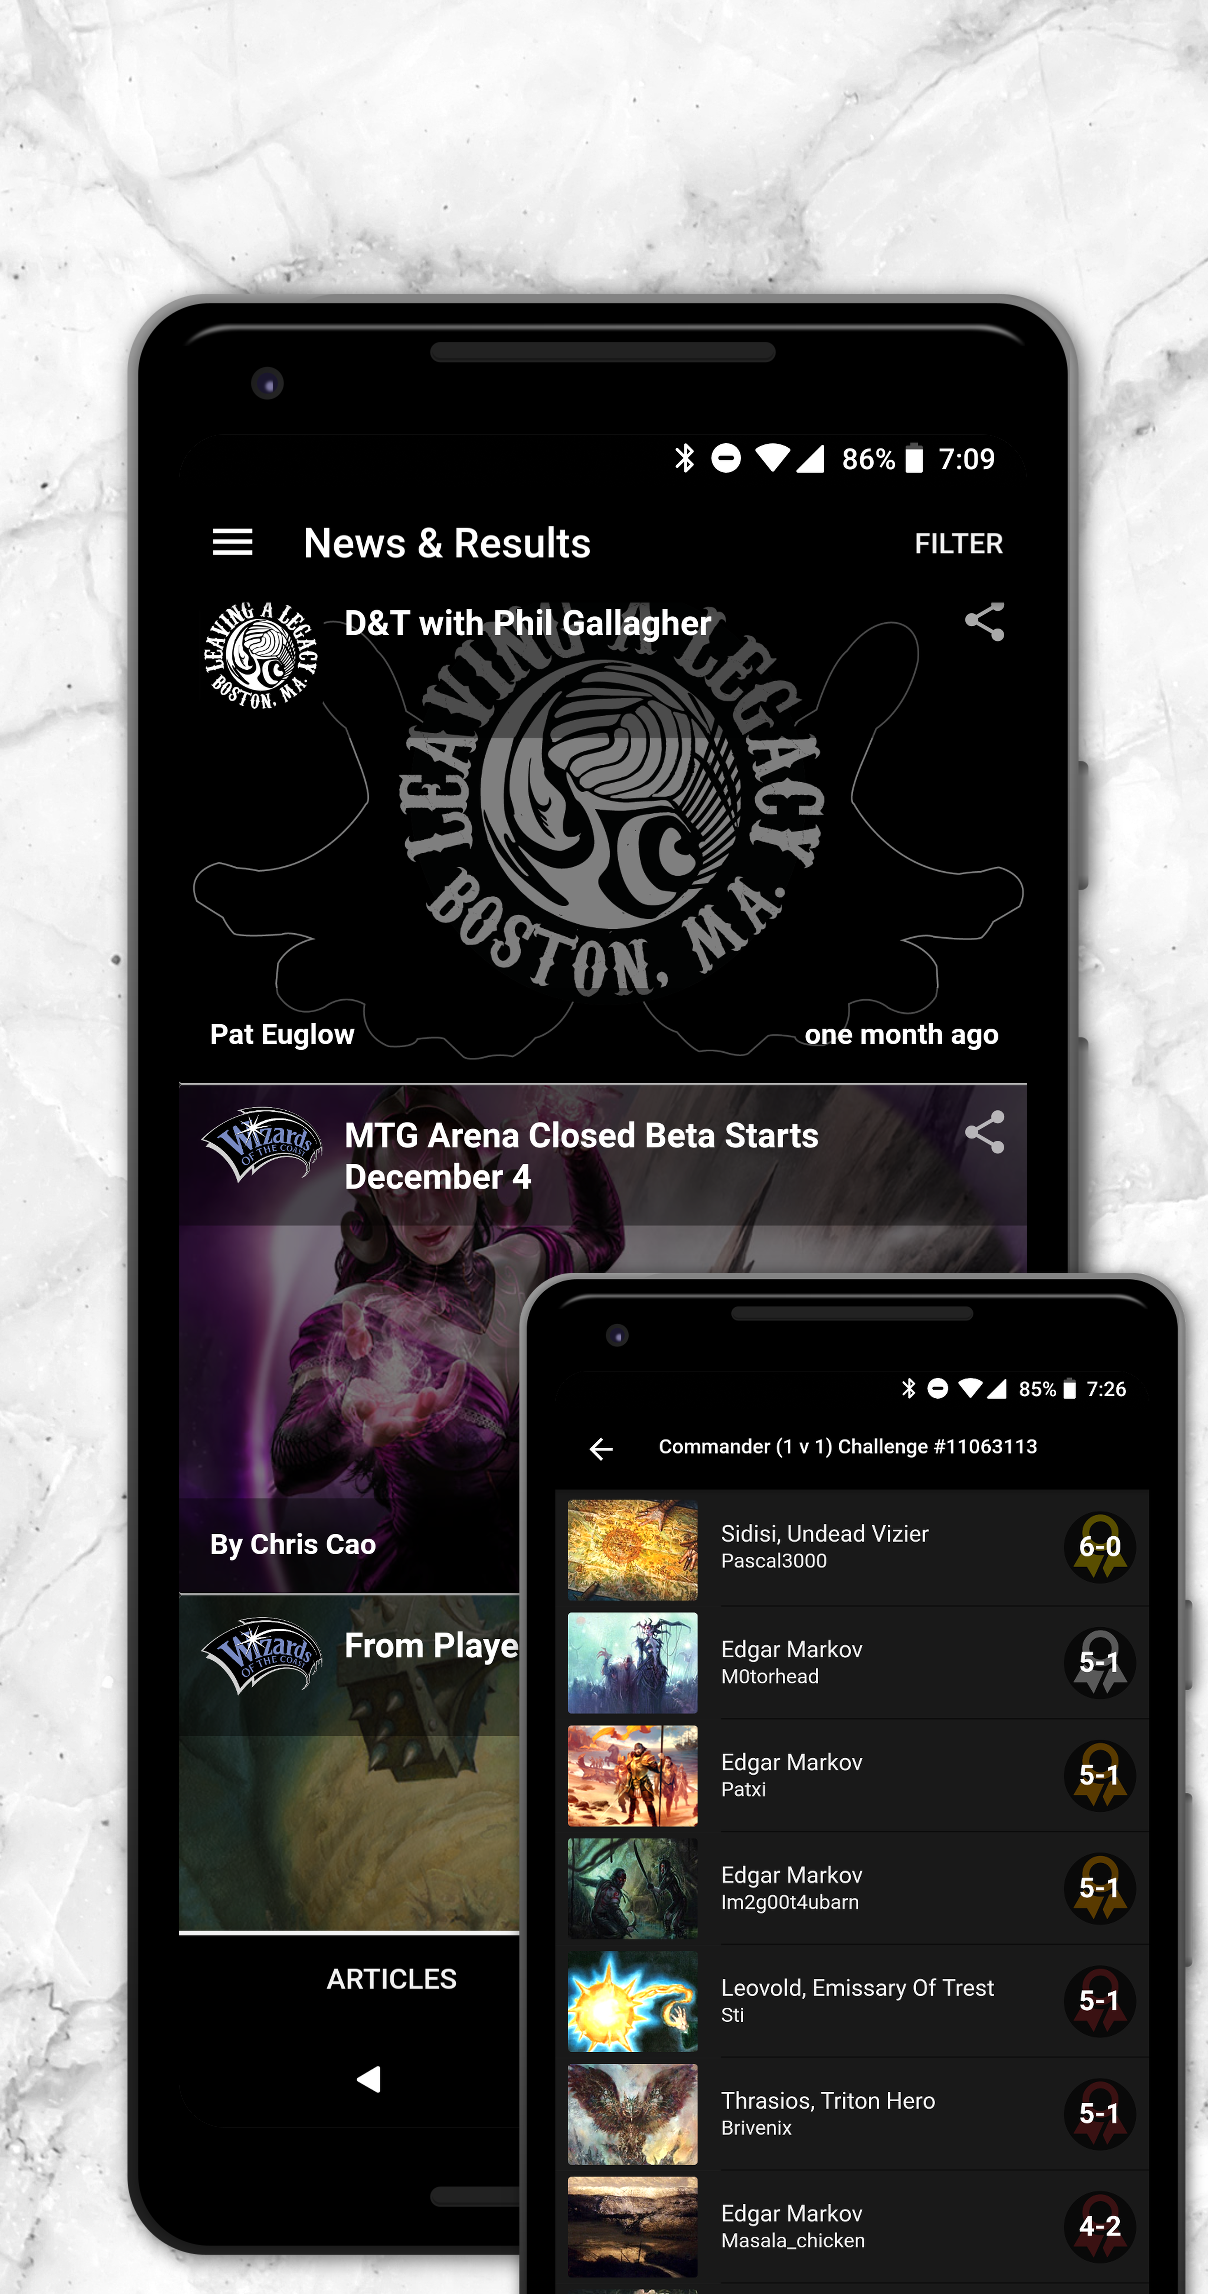 86% 7:09
News & Results
FILTER
LEAVING A LEGACY
BOSTON, MA.
D&T with Phil Gallagher
LEAVING A LEGACY
BOSTON, MA.
Pat Euglow
one month ago
Wizards
OF THE COAST
MTG Arena Closed Beta Starts
December 4
By Chris Cao
Wizards
OF THE COAST
From Playe
ARTICLES
85% 7:26
Commander (1 v 1) Challenge #11063113
Sidisi, Undead Vizier
Pascal3000
6-0
Edgar Markov
M0torhead
5-1
Edgar Markov
Patxi
5-1
Edgar Markov
Im2g00t4ubarn
5-1
Leovold, Emissary Of Trest
Sti
5-1
Thrasios, Triton Hero
Brivenix
5-1
Edgar Markov
Masala_chicken
4-2